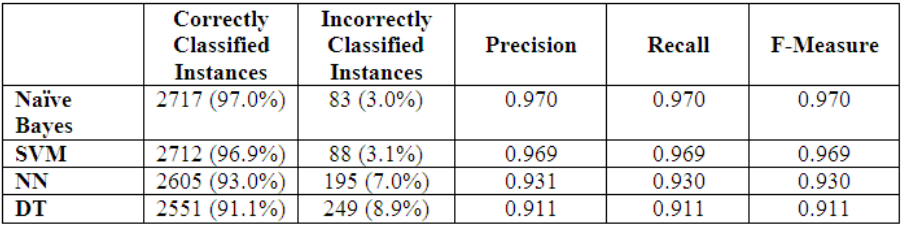 Correctly Classified Instances Incorrectly Classified Instances Precision Recall F-Measure
Naïve Bayes 2717 (97.0%) 83 (3.0%) 0.970 0.970 0.970
SVM 2712 (96.9%) 88 (3.1%) 0.969 0.969 0.969
NN 2605 (93.0%) 195 (7.0%) 0.931 0.930 0.930
DT 2551 (91.1%) 249 (8.9%) 0.911 0.911 0.911